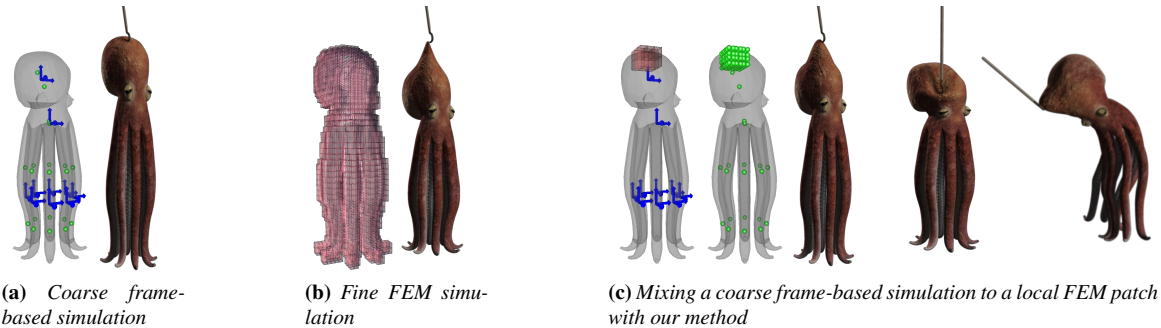 (a) Coarse frame-
based simulation
(b) Fine FEM simu-
lation
(c) Mixing a coarse frame-based simulation to a local FEM patch
with our method